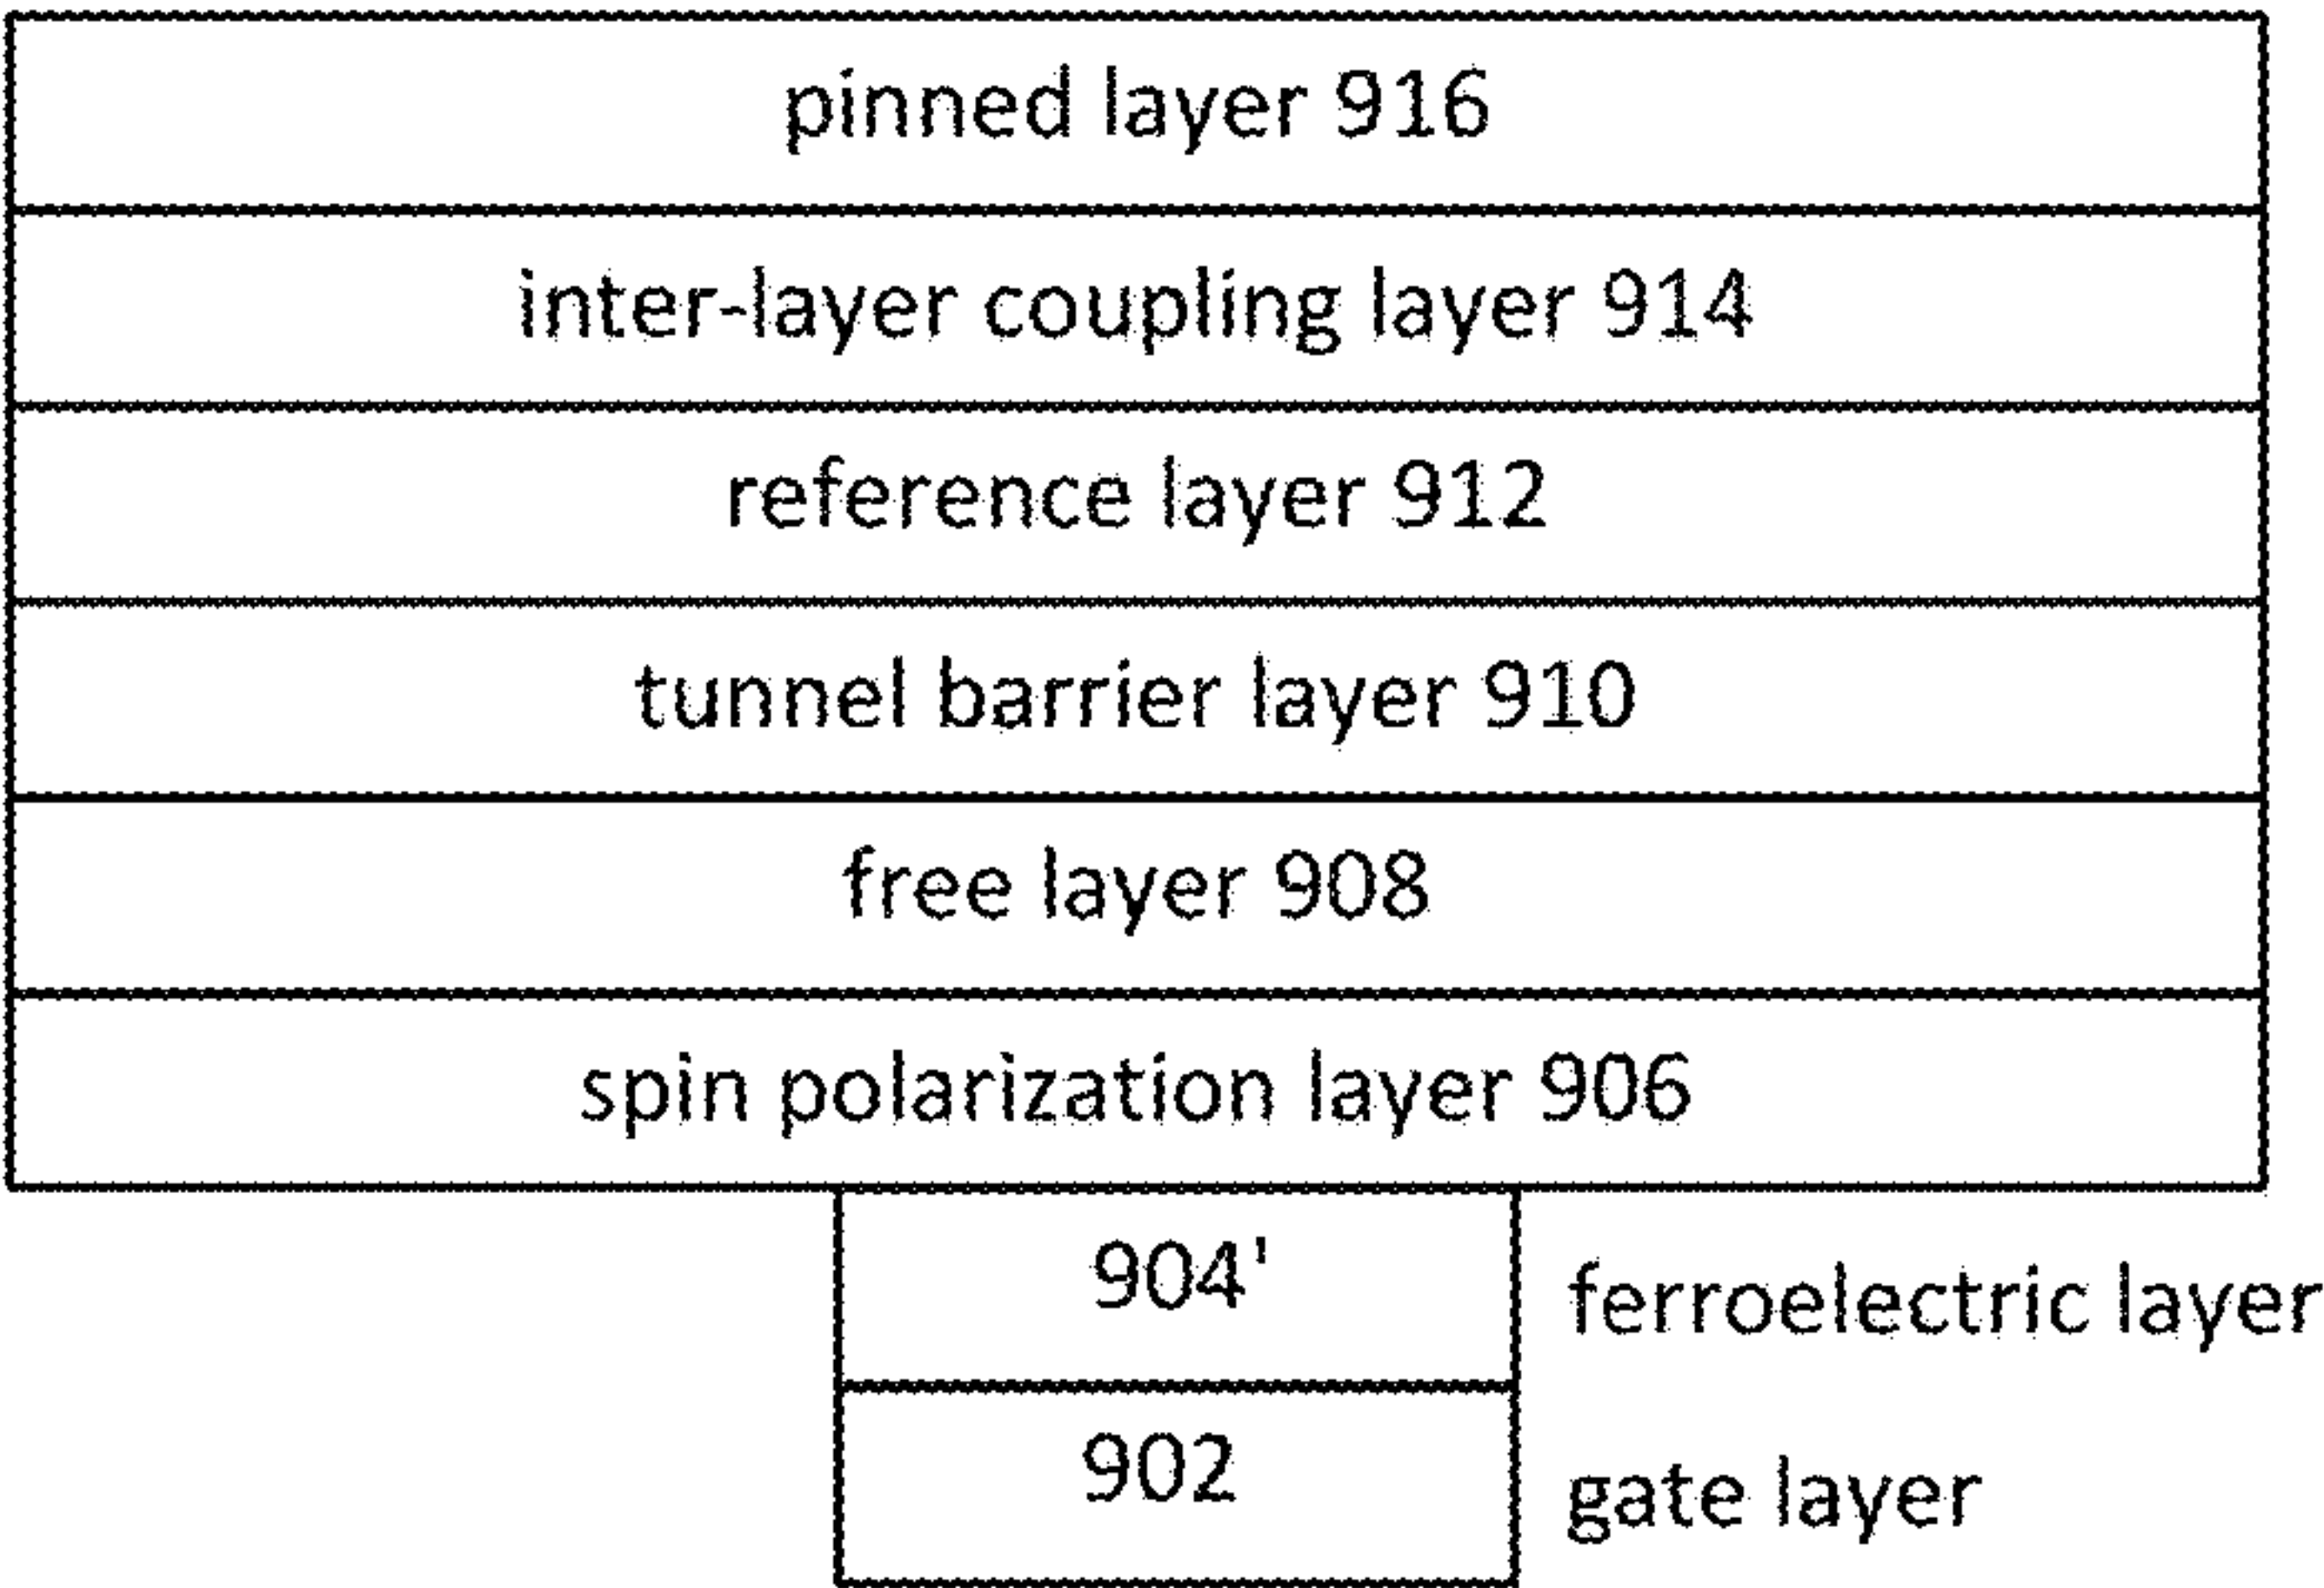 pinned layer 916
inter-layer coupling layer 914
reference layer 912
tunnel barrier layer 910
free layer 908
spin polarization layer 906
904' ferroelectric layer
902 gate layer